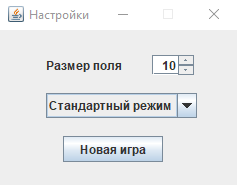 Настройки
Размер поля 10
Стандартный режим
Новая игра